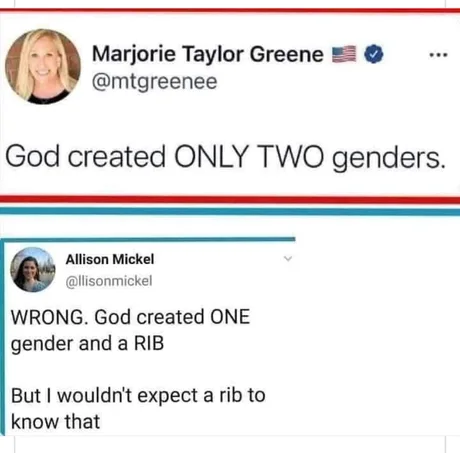 Marjorie Taylor Greene 🇺🇸
@mtgreenee
God created ONLY TWO genders.
Allison Mickel
@llisonmickel
WRONG. God created ONE
gender and a RIB
But I wouldn't expect a rib to
know that